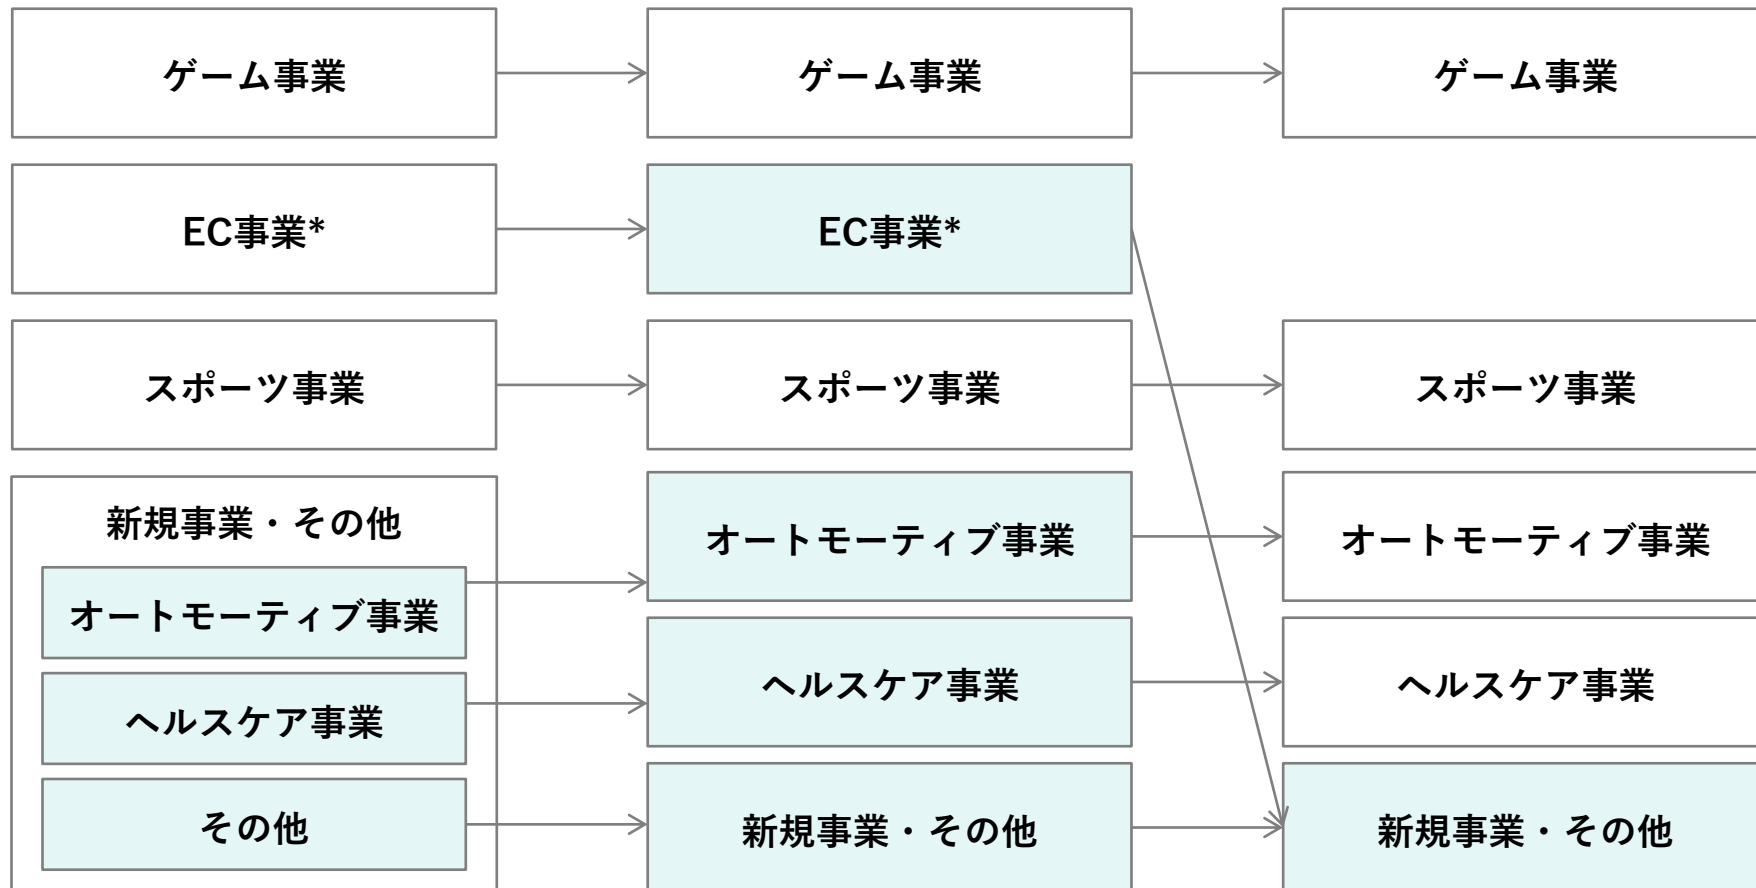 ゲーム事業
ゲーム事業
ゲーム事業
EC事業*
EC事業*
スポーツ事業
スポーツ事業
スポーツ事業
新規事業・その他
オートモーティブ事業
オートモーティブ事業
オートモーティブ事業
ヘルスケア事業
ヘルスケア事業
ヘルスケア事業
その他
新規事業・その他
新規事業・その他